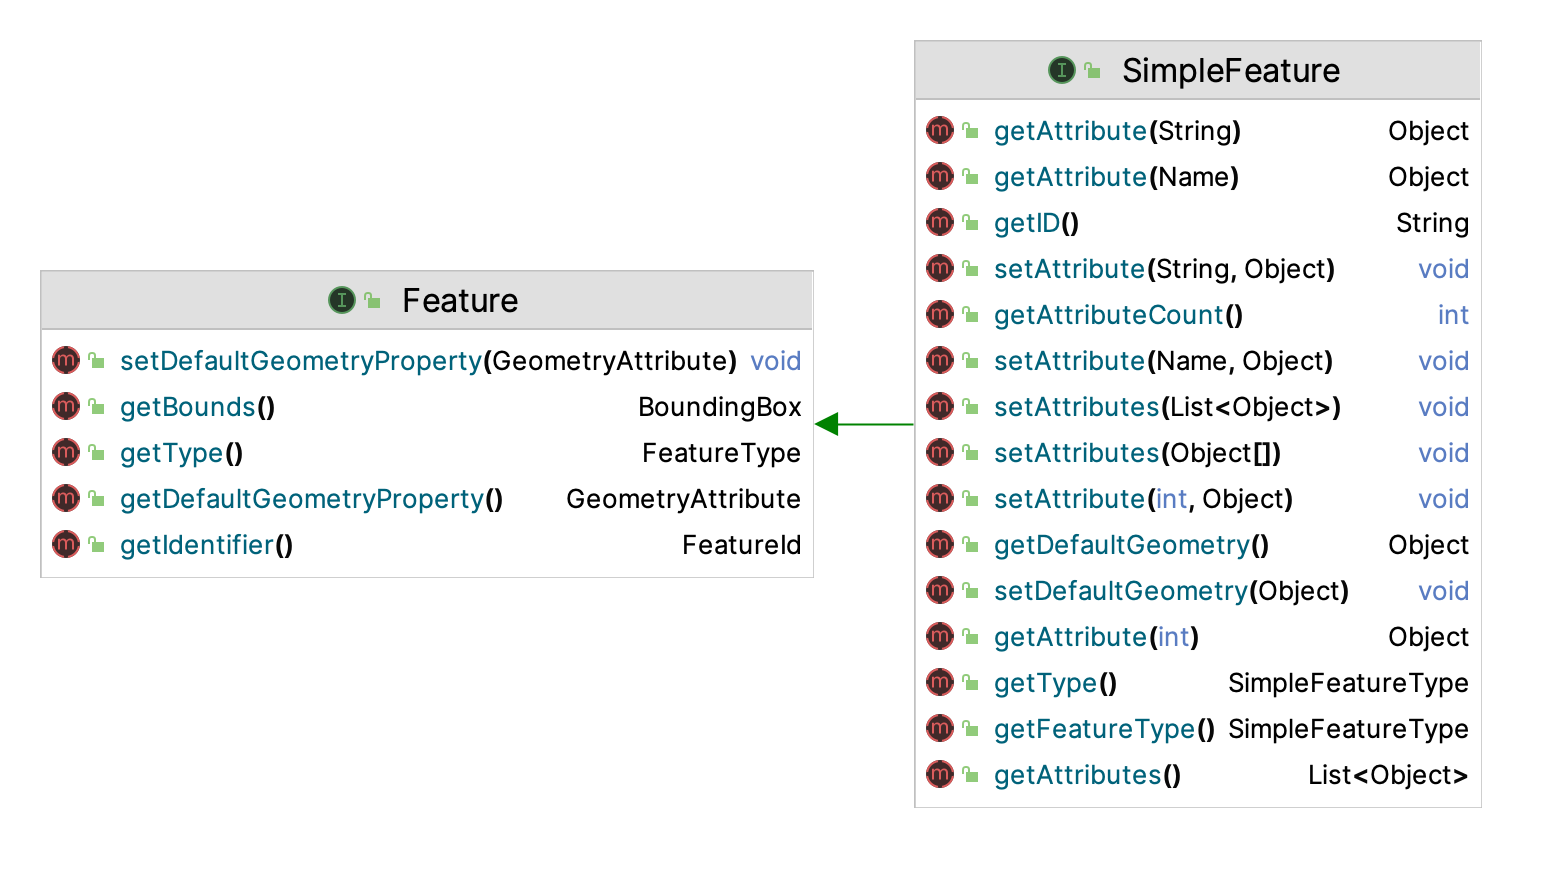 Feature
setDefaultGeometryProperty(GeometryAttribute) void
getBounds() BoundingBox
getType() FeatureType
getDefaultGeometryProperty() GeometryAttribute
getIdentifier() FeatureId
SimpleFeature
getAttribute(String) Object
getAttribute(Name) Object
getID() String
setAttribute(String, Object) void
getAttributeCount() int
setAttribute(Name, Object) void
setAttributes(List<Object>) void
setAttributes(Object[]) void
setAttribute(int, Object) void
getDefaultGeometry() Object
setDefaultGeometry(Object) void
getAttribute(int) Object
getType() SimpleFeatureType
getFeatureType() SimpleFeatureType
getAttributes() List<Object>